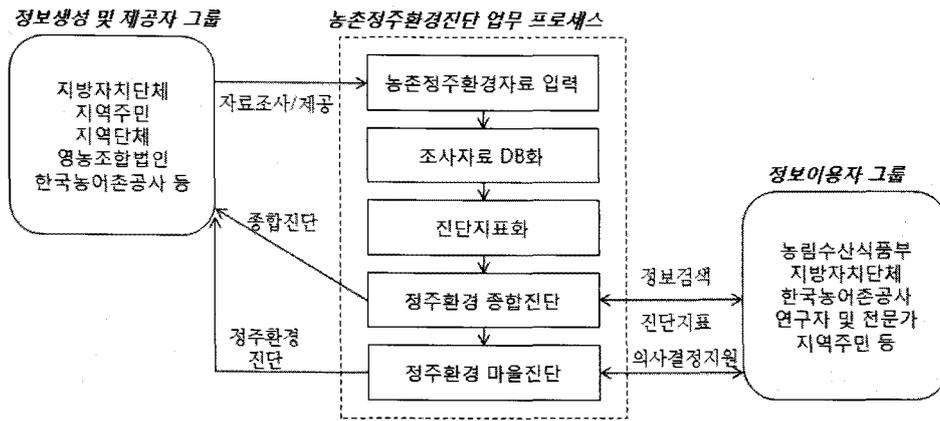 정보생성 및 제공자 그룹
지방자치단체
지역주민
지역단체
영농조합법인
한국농어촌공사 등
자료조사/제공
종합진단
정주환경
진단
농촌정주환경진단 업무 프로세스
농촌정주환경자료 입력
조사자료 DB화
진단지표화
정주환경 종합진단
정주환경 마을진단
정보검색
진단지표
의사결정지원
정보이용자 그룹
농림수산식품부
지방자치단체
한국농어촌공사
연구자 및 전문가
지역주민 등